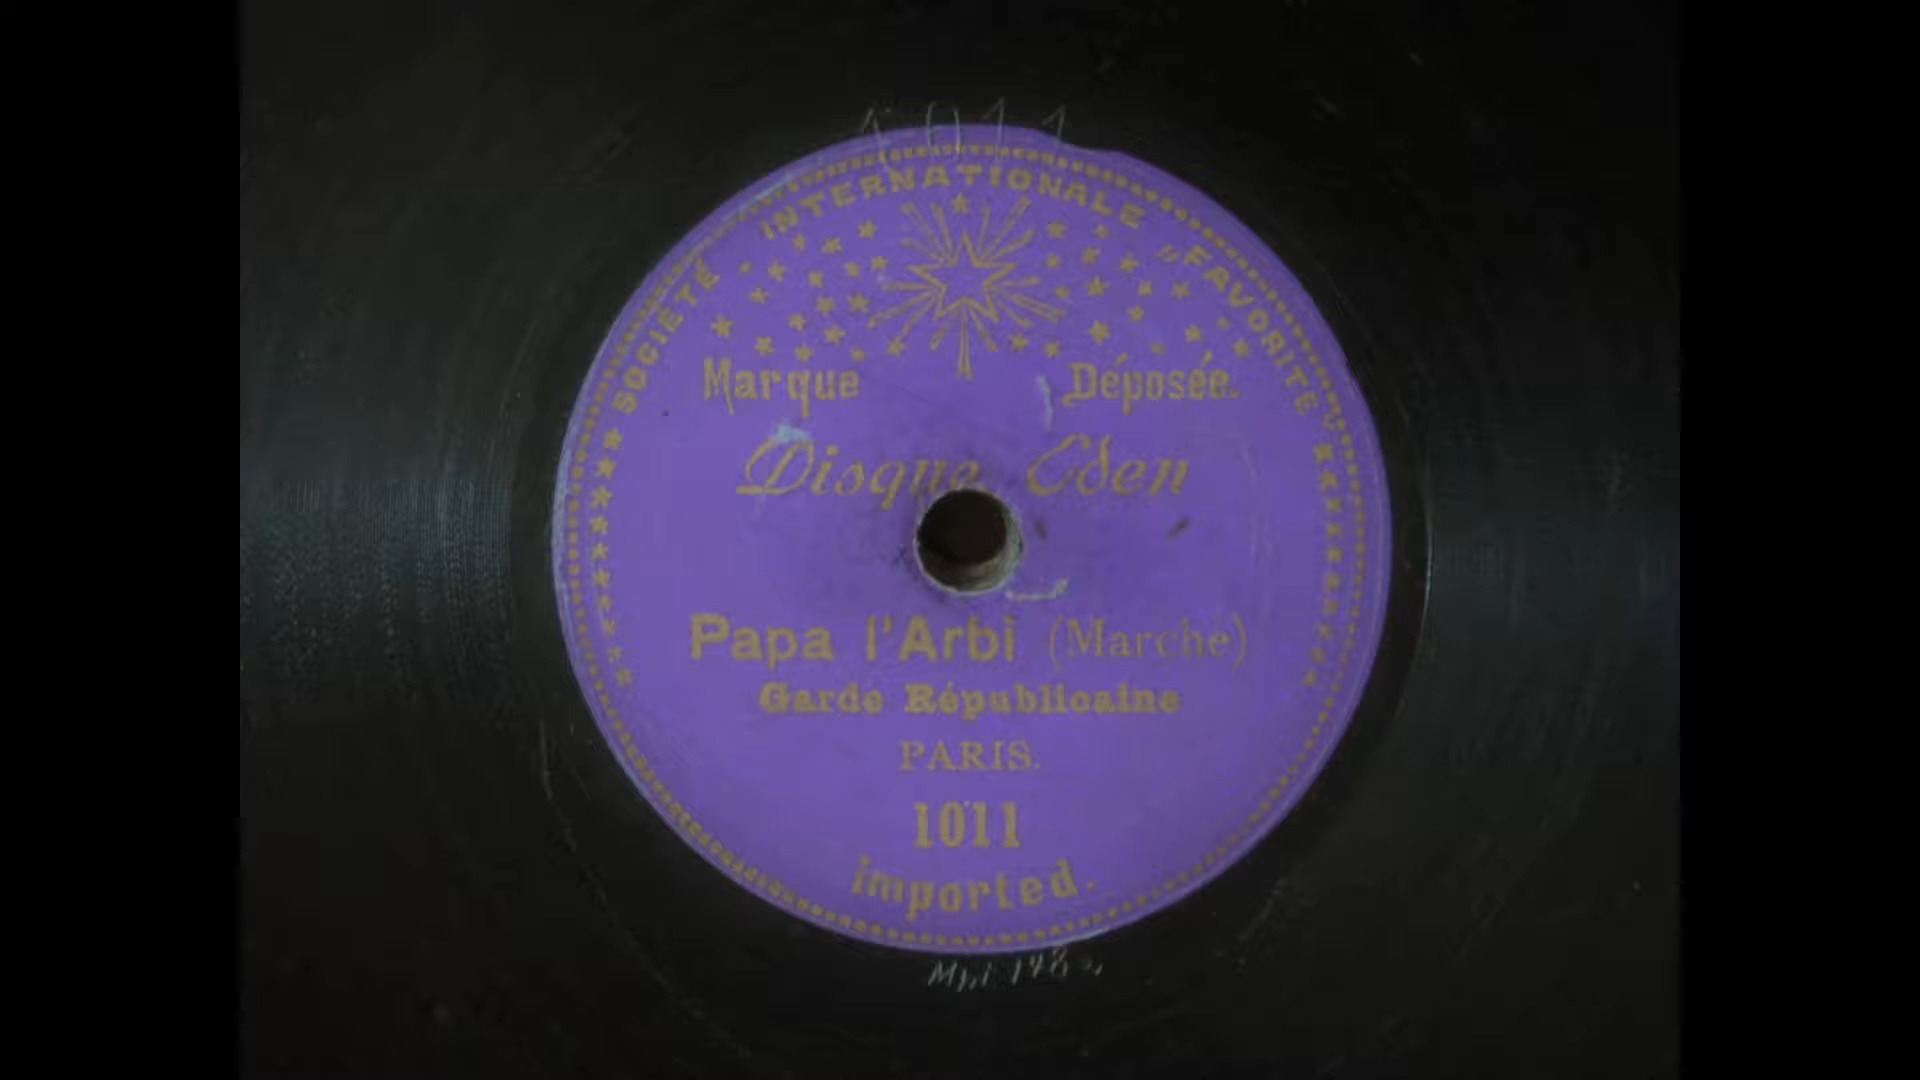 1011
SOCIÉTÉ INTERNATIONALE „FAVORITE"
Marque Déposée.
Disque Eden
Papa l'Arbi (Marche)
Garde Républicaine
PARIS.
1011
imported.